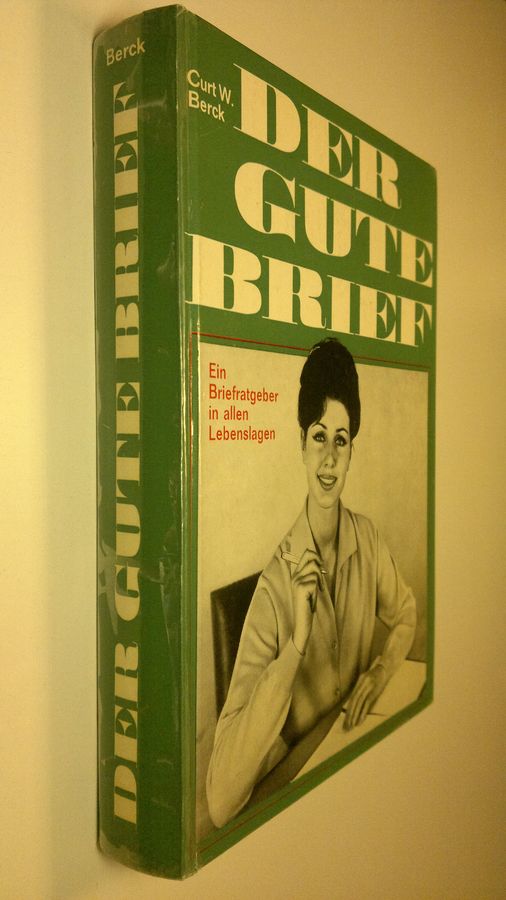 Berck
DER GUTE BRIEF
Curt W.
Berck
DER
GUTE
BRIEF
Ein
Briefratgeber
in allen
Lebenslagen